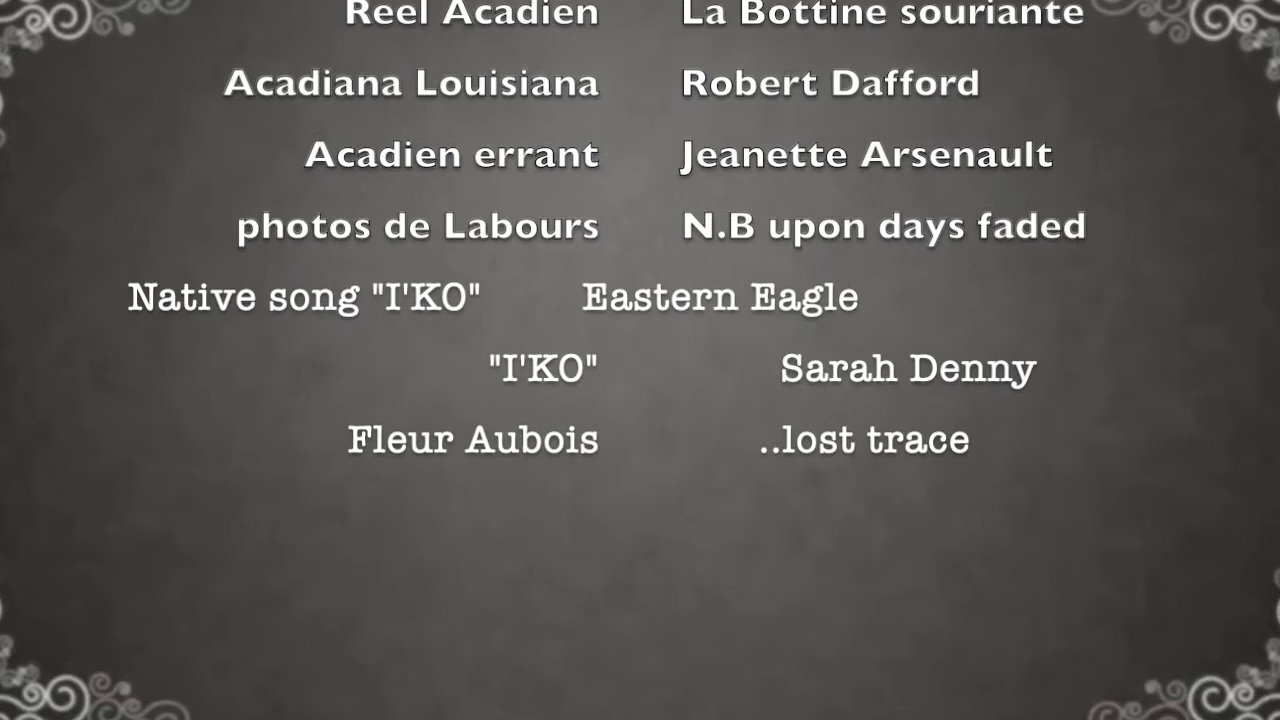 Reel Acadien La Bottine souriante
Acadiana Louisiana Robert Dafford
Acadien errant Jeanette Arsenault
photos de Labours N.B upon days faded
Native song "I'KO" Eastern Eagle
"I'KO" Sarah Denny
Fleur Aubois ..lost trace